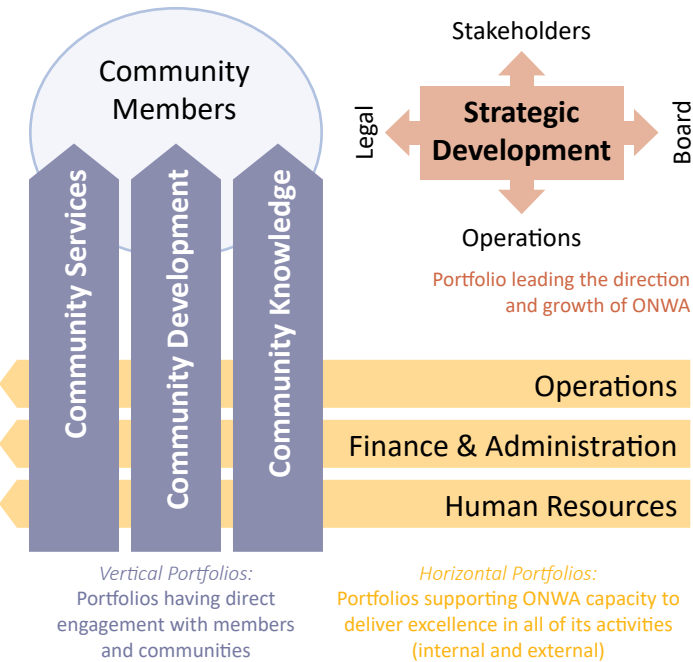 Community
Members
Community Services
Community Development
Community Knowledge
Stakeholders
Legal
Strategic
Development
Board
Operations
Portfolio leading the direction
and growth of ONWA
Operations
Finance & Administration
Human Resources
Vertical Portfolios:
Portfolios having direct
engagement with members
and communities
Horizontal Portfolios:
Portfolios supporting ONWA capacity to
deliver excellence in all of its activities
(internal and external)